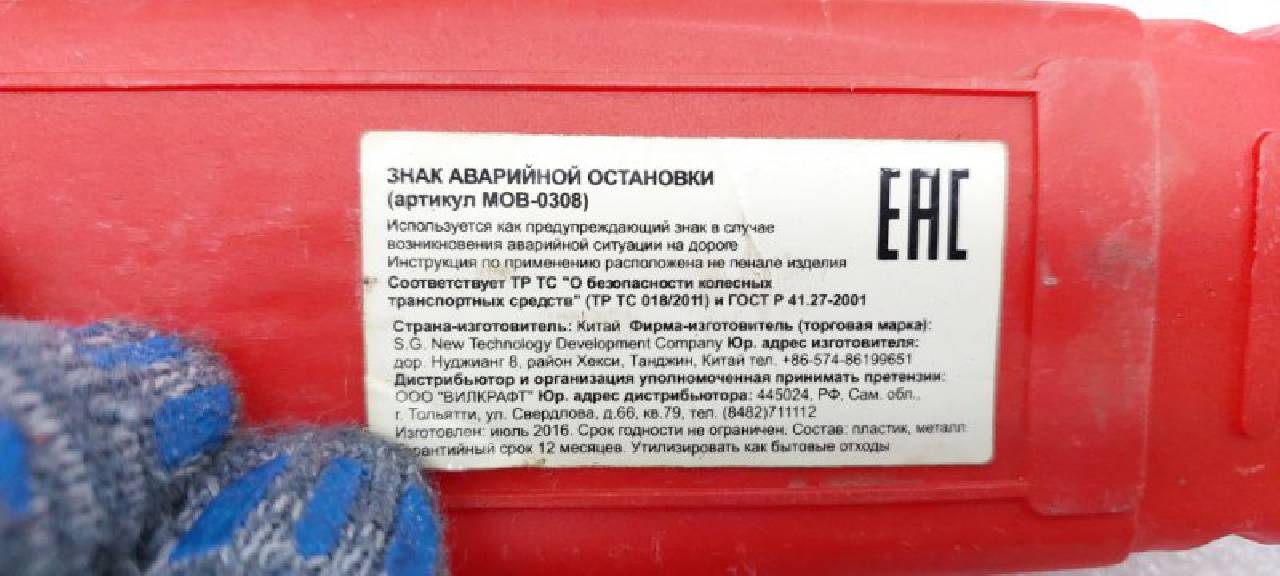 ЗНАК АВАРИЙНОЙ ОСТАНОВКИ
(артикул МОВ-0308)
EAC
Используется как предупреждающий знак в случае
возникновения аварийной ситуации на дороге
Инструкция по применению расположена не пенале изделия
Соответствует ТР ТС "О безопасности колесных
транспортных средств" (ТР ТС 018/2011) и ГОСТ Р 41.27-2001
Страна-изготовитель: Китай Фирма-изготовитель (торговая марка):
S.G. New Technology Development Company Юр. адрес изготовителя:
дор. Нуджианг 8, район Хекси, Танджин, Китай тел. +86-574-86199651
Дистрибьютор и организация уполномоченная принимать претензии:
ООО "ВИЛКРАФТ" Юр. адрес дистрибьютора: 445024, РФ, Сам. обл.,
г. Тольятти, ул. Свердлова, д.66, кв.79, тел. (8482)711112
Изготовлен: июль 2016. Срок годности не ограничен. Состав: пластик, металл
срок 12 месяцев. Утилизировать как бытовые отходы